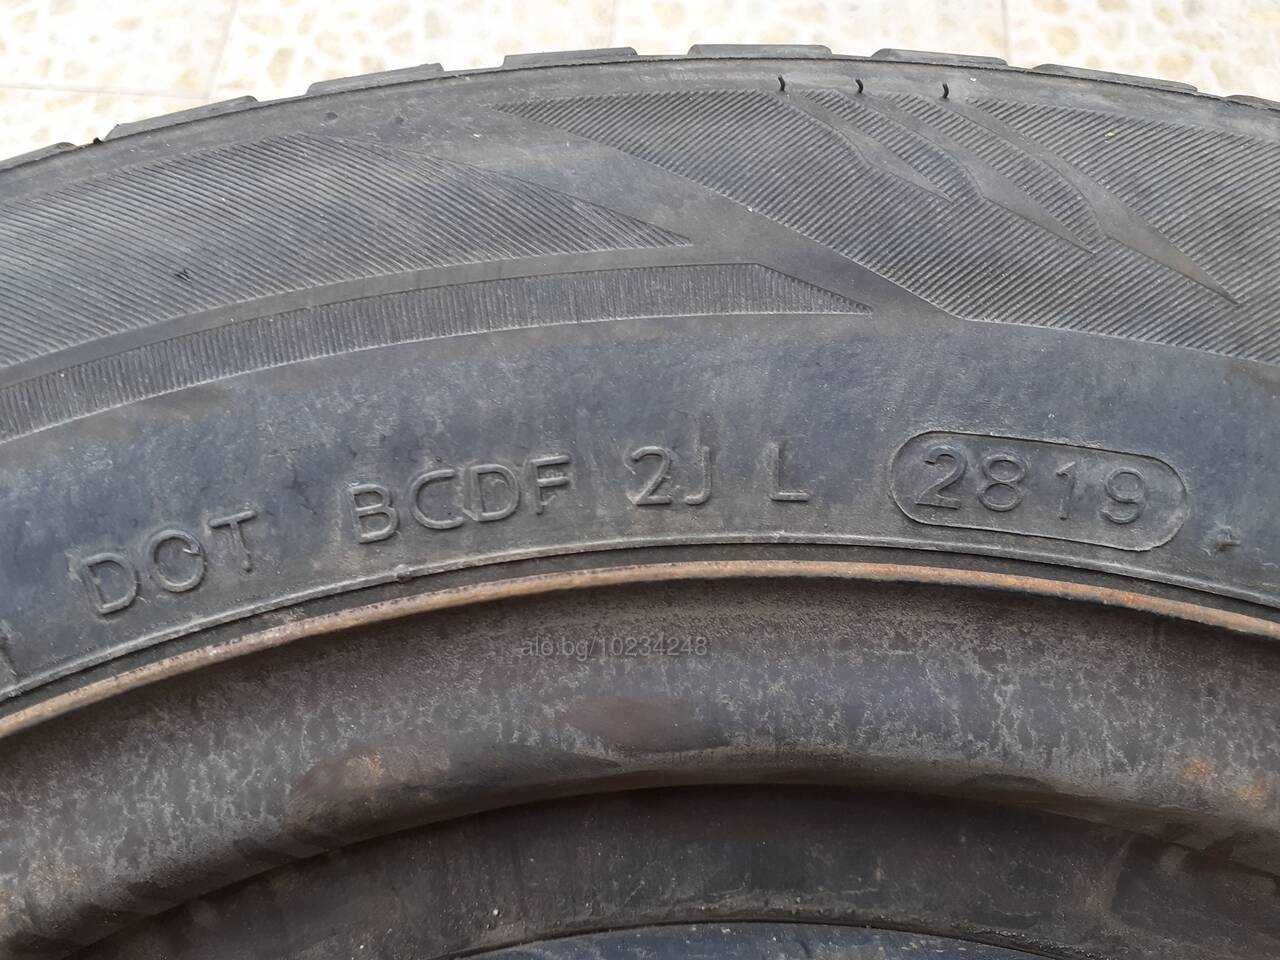 DOT BCDF 2J L 2819
alo.bg/10234248